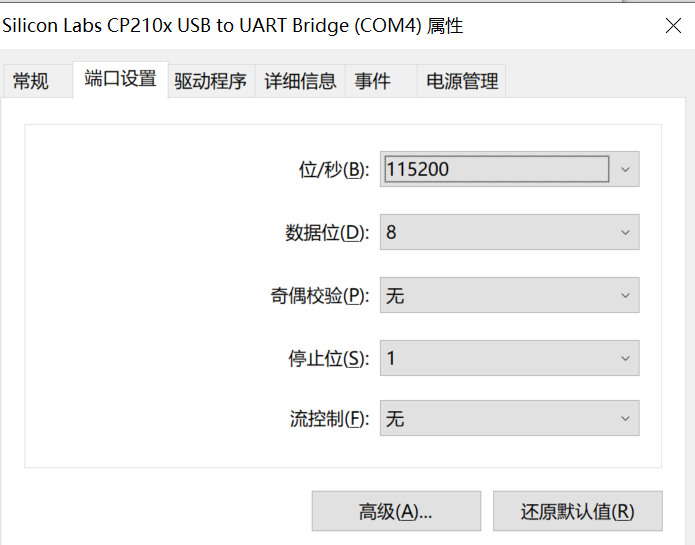 Silicon Labs CP210x USB to UART Bridge (COM4) 属性
常规 端口设置 驱动程序 详细信息 事件 电源管理
位/秒(B): 115200
数据位(D): 8
奇偶校验(P): 无
停止位(S): 1
流控制(F): 无
高级(A)... 还原默认值(R)